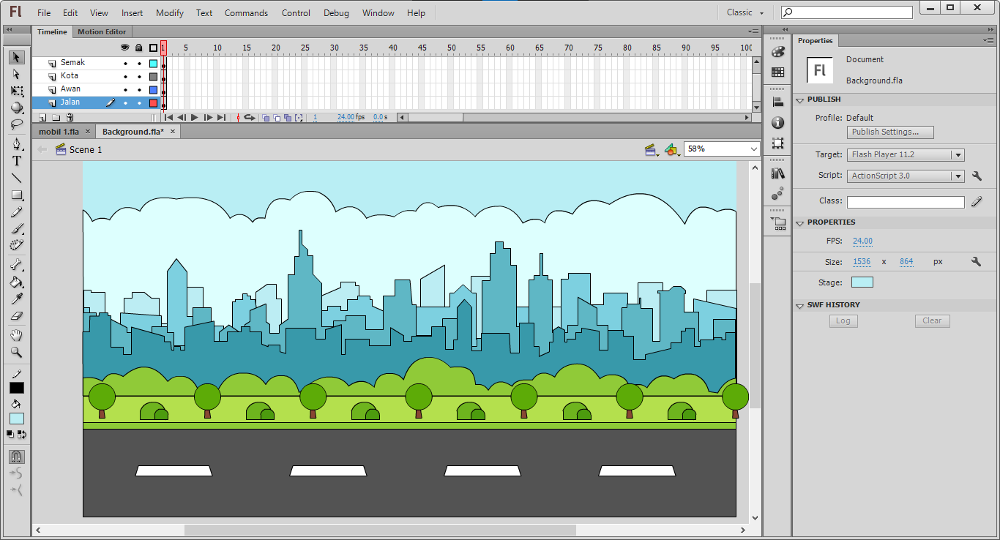 Fl File Edit View Insert Modify Text Commands Control Debug Window Help Classic
Timeline Motion Editor
1 5 10 15 20 25 30 35 40 45 50 55 60 65 70 75 80 85 90 95 100
Semak
Kota
Awan
Jalan
1 24.00 fps 0.0 s
mobil 1.fla × Background.fla* ×
Scene 1
58%
Properties
Fl
Document
Background.fla
PUBLISH
Profile: Default
Publish Settings...
Target: Flash Player 11.2
Script: ActionScript 3.0
Class:
PROPERTIES
FPS: 24.00
Size: 1536 x 864 px
Stage:
SWF HISTORY
Log Clear